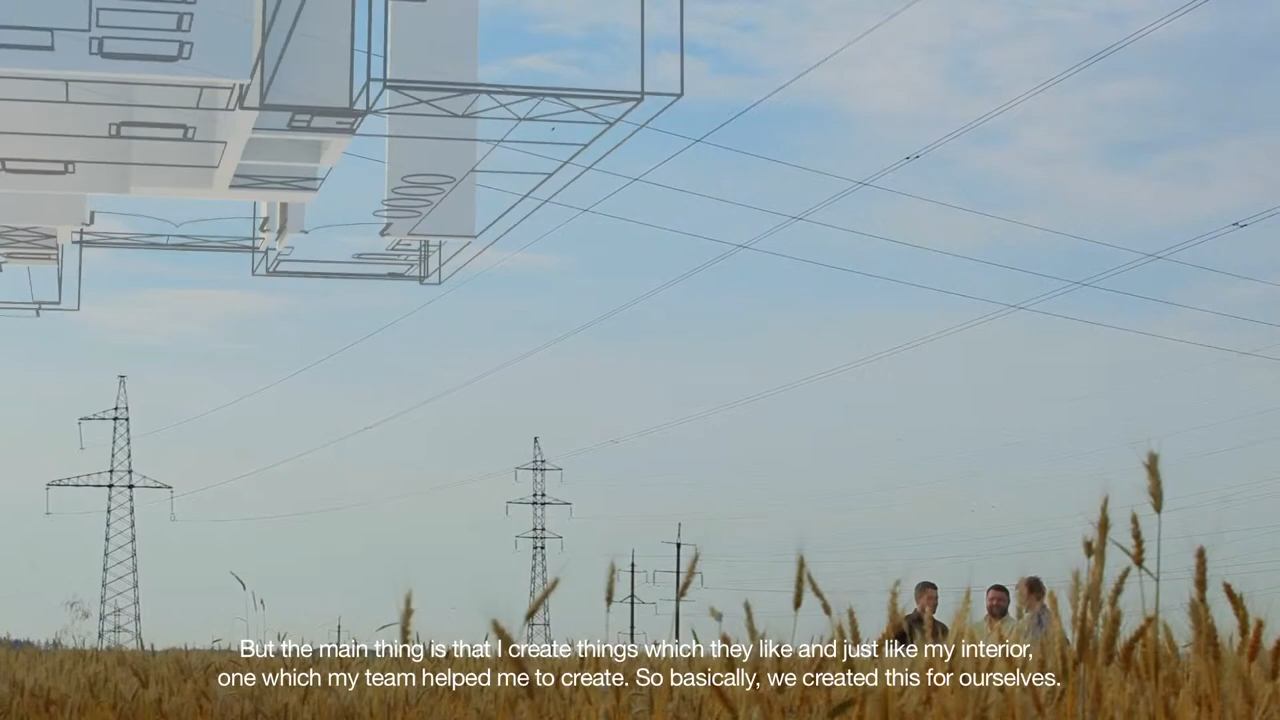 But the main thing is that I create things which they like and just like my interior,
one which my team helped me to create. So basically, we created this for ourselves.